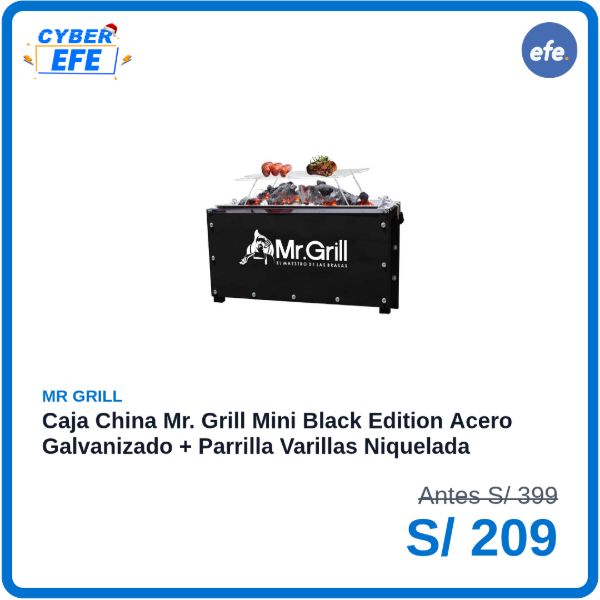 CYBER
EFE
efe.
Mr.Grill
EL MAESTRO DE LAS BRASAS
MR GRILL
Caja China Mr. Grill Mini Black Edition Acero
Galvanizado + Parrilla Varillas Niquelada
Antes S/ 399
S/ 209